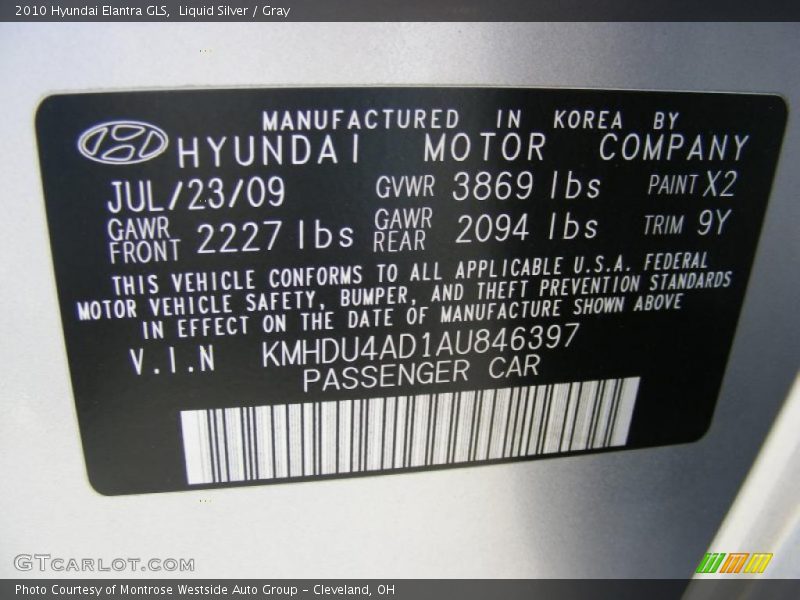 2010 Hyundai Elantra GLS,  Liquid Silver / Gray
MANUFACTURED IN KOREA BY
HYUNDAI MOTOR COMPANY
JUL/23/09 GVWR 3869 lbs PAINT X2
GAWR FRONT 2227 lbs GAWR REAR 2094 lbs TRIM 9Y
THIS VEHICLE CONFORMS TO ALL APPLICABLE U.S.A. FEDERAL
MOTOR VEHICLE SAFETY, BUMPER, AND THEFT PREVENTION STANDARDS
IN EFFECT ON THE DATE OF MANUFACTURE SHOWN ABOVE
V.I.N KMHDU4AD1AU846397
PASSENGER CAR
GTCARLOT.COM
Photo Courtesy of Montrose Westside Auto Group - Cleveland, OH